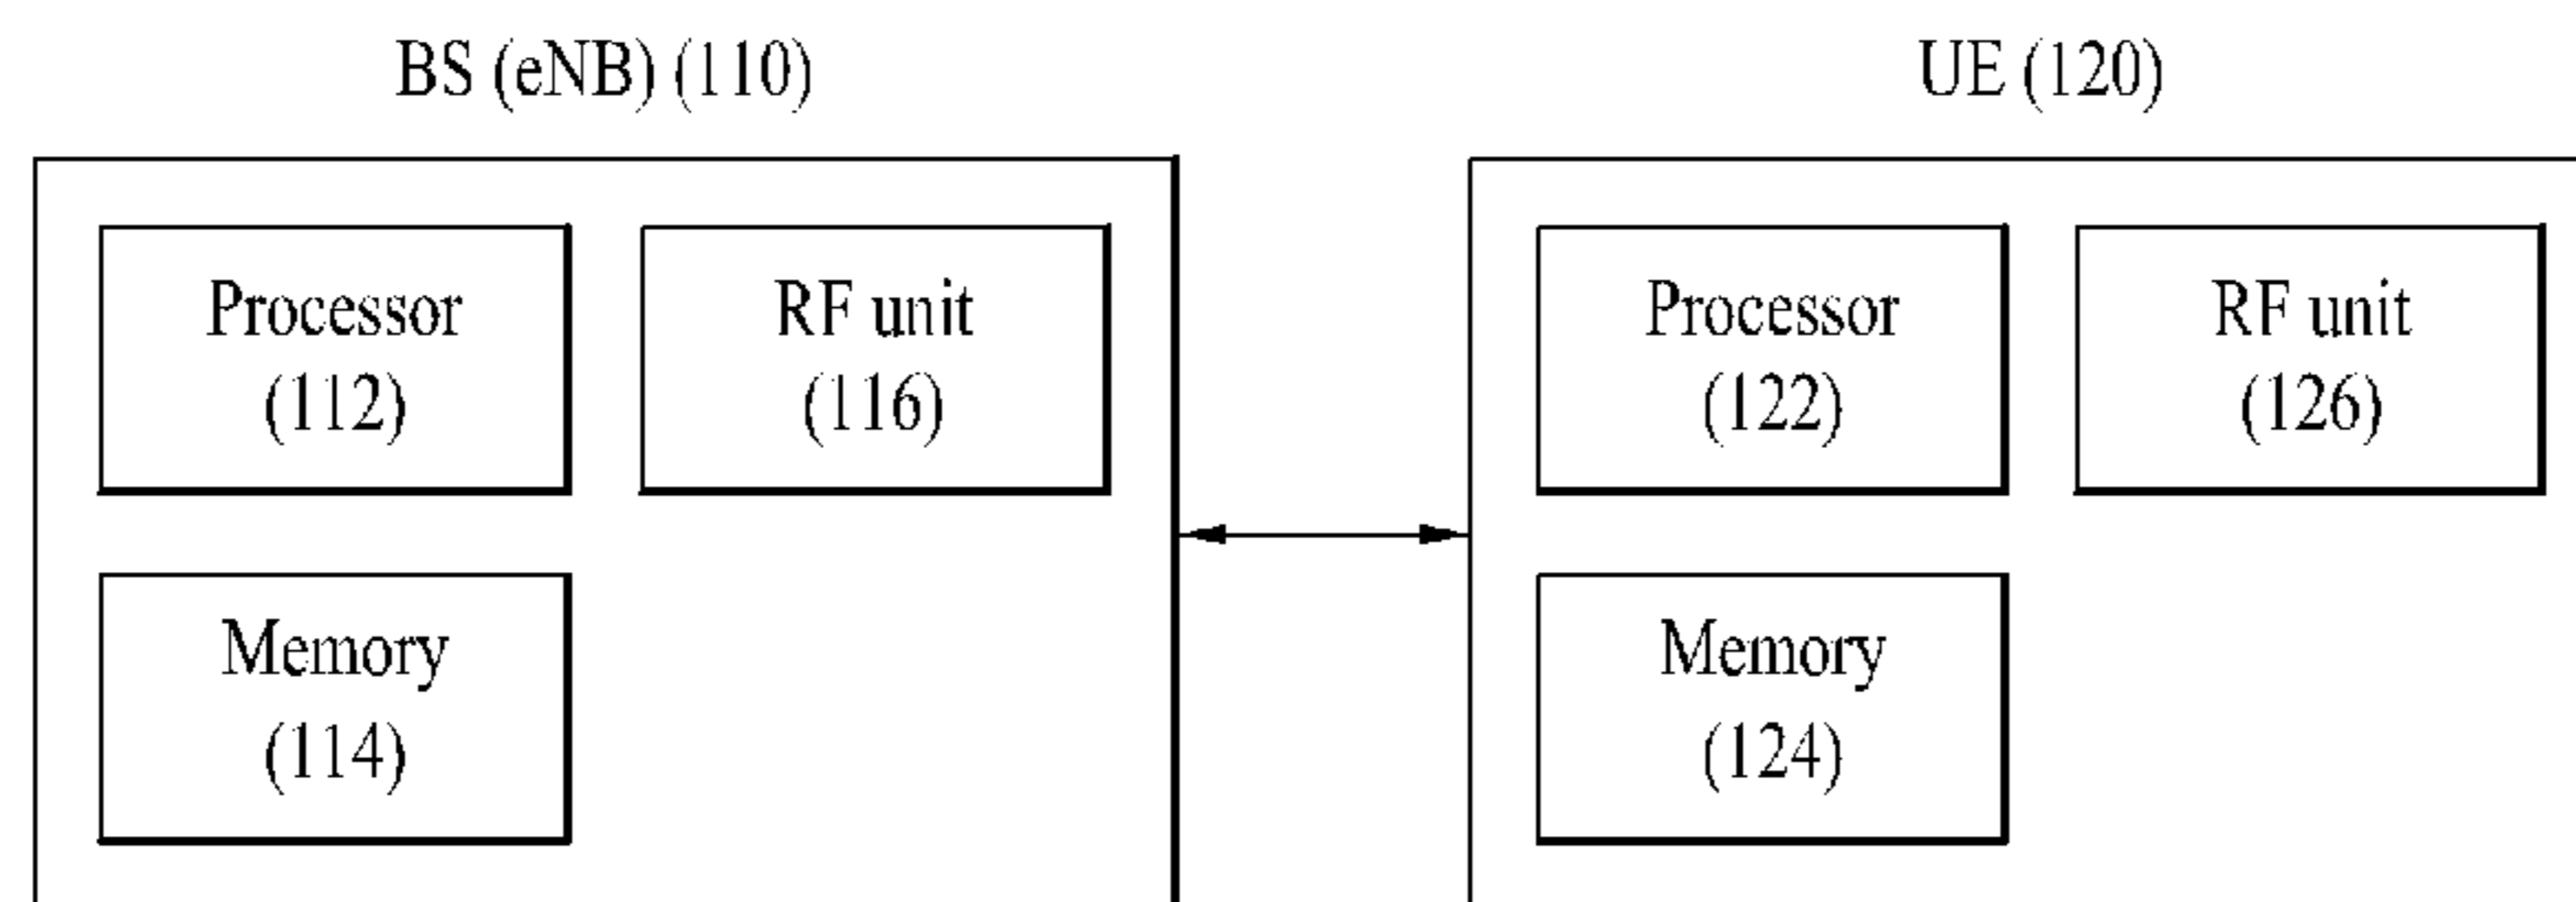 BS (eNB) (110)
UE (120)
Processor
(112)
RF unit
(116)
Memory
(114)
Processor
(122)
RF unit
(126)
Memory
(124)